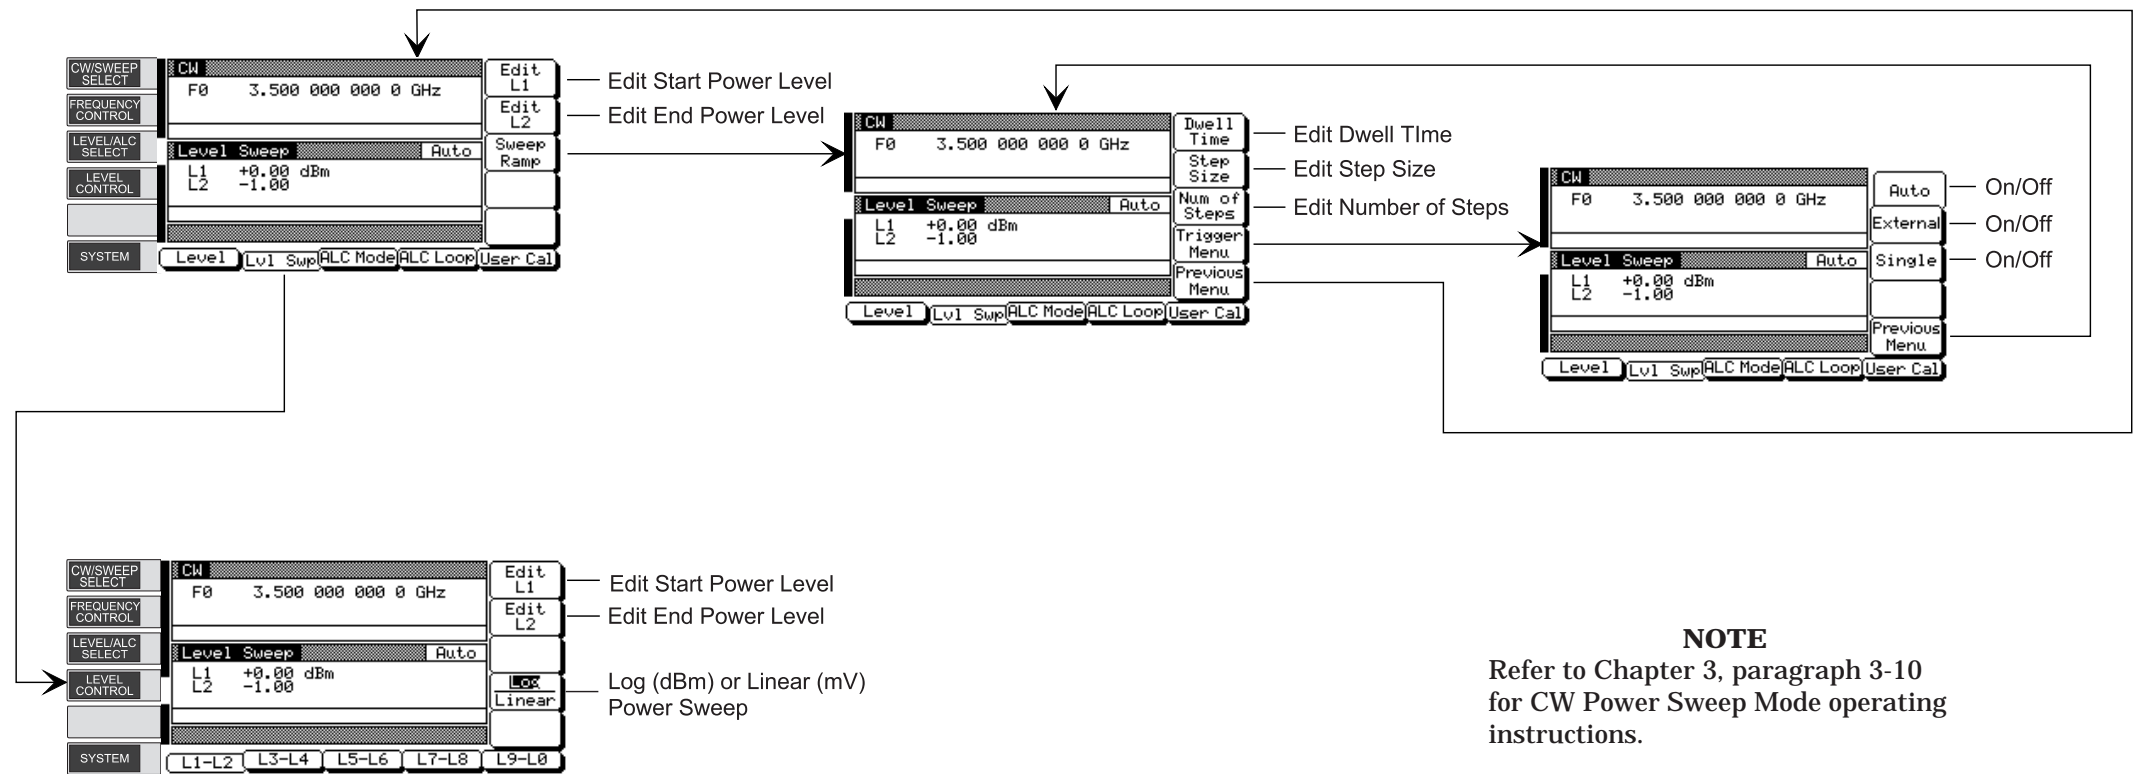 CW/SWEEP
SELECT
FREQUENCY
CONTROL
LEVEL/ALC
SELECT
LEVEL
CONTROL
SYSTEM
CW
F0 3.500 000 000 0 GHz
Level Sweep Auto
L1 +0.00 dBm
L2 -1.00
Edit
L1
Edit
L2
Sweep
Ramp
Level Lvl Swp ALC Mode ALC Loop User Cal
Edit Start Power Level
Edit End Power Level
CW
F0 3.500 000 000 0 GHz
Level Sweep Auto
L1 +0.00 dBm
L2 -1.00
Dwell
Time
Step
Size
Num of
Steps
Trigger
Menu
Previous
Menu
Level Lvl Swp ALC Mode ALC Loop User Cal
Edit Dwell TIme
Edit Step Size
Edit Number of Steps
CW
F0 3.500 000 000 0 GHz
Level Sweep Auto
L1 +0.00 dBm
L2 -1.00
Auto
External
Single
Previous
Menu
Level Lvl Swp ALC Mode ALC Loop User Cal
On/Off
On/Off
On/Off
CW/SWEEP
SELECT
FREQUENCY
CONTROL
LEVEL/ALC
SELECT
LEVEL
CONTROL
SYSTEM
CW
F0 3.500 000 000 0 GHz
Level Sweep Auto
L1 +0.00 dBm
L2 -1.00
Edit
L1
Edit
L2
Log
Linear
L1-L2 L3-L4 L5-L6 L7-L8 L9-L0
Edit Start Power Level
Edit End Power Level
Log (dBm) or Linear (mV)
Power Sweep
NOTE
Refer to Chapter 3, paragraph 3-10
for CW Power Sweep Mode operating
instructions.